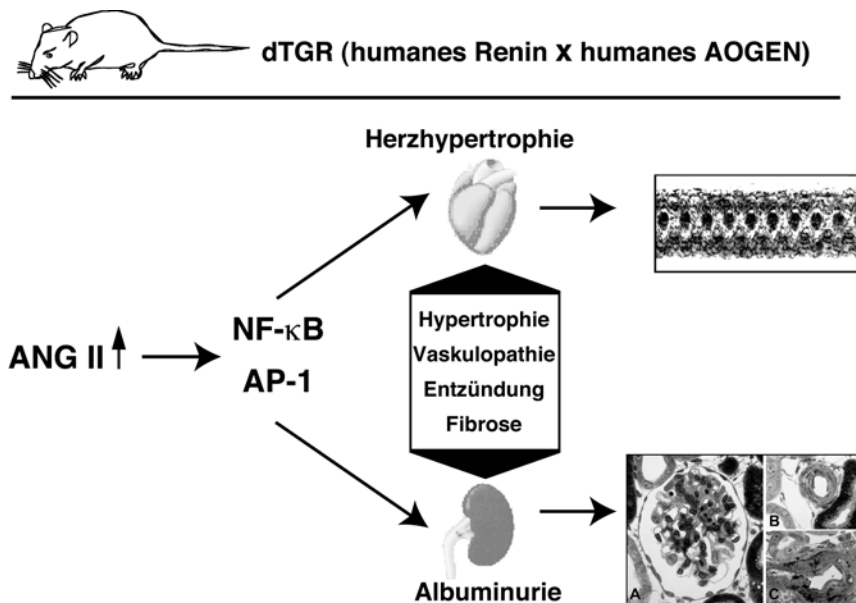 dTGR (humanes Renin x humanes AOGEN)
Herzhypertrophie
ANG II
NF-κB
AP-1
Hypertrophie
Vaskulopathie
Entzündung
Fibrose
Albuminurie
A
B
C